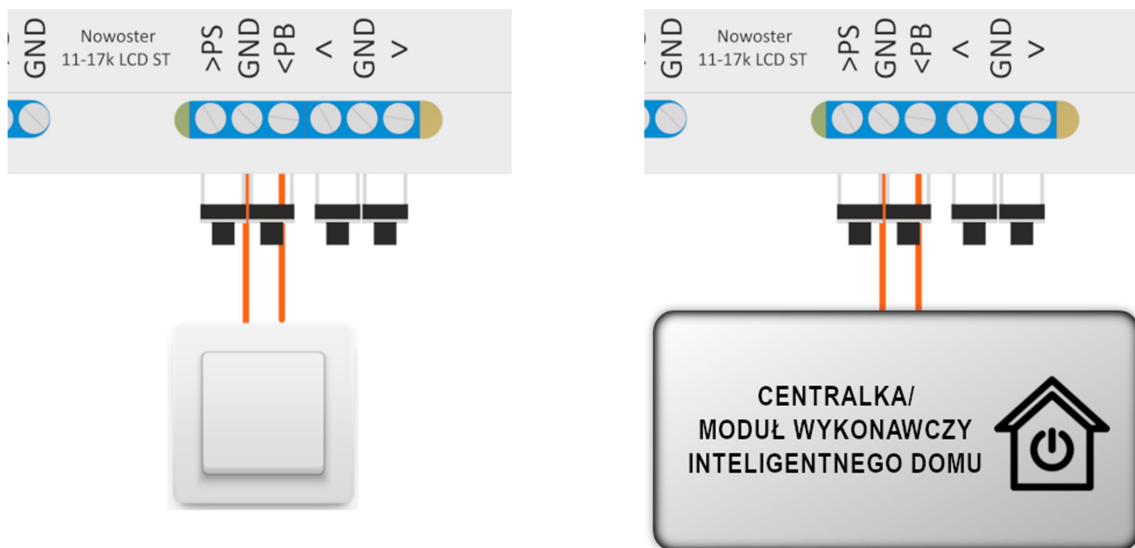 GND
Nowoster
11-17k LCD ST
>PS
GND
<PB
<
GND
>
GND
Nowoster
11-17k LCD ST
>PS
GND
<PB
<
GND
>
CENTRALKA/
MODUŁ WYKONAWCZY
INTELIGENTNEGO DOMU